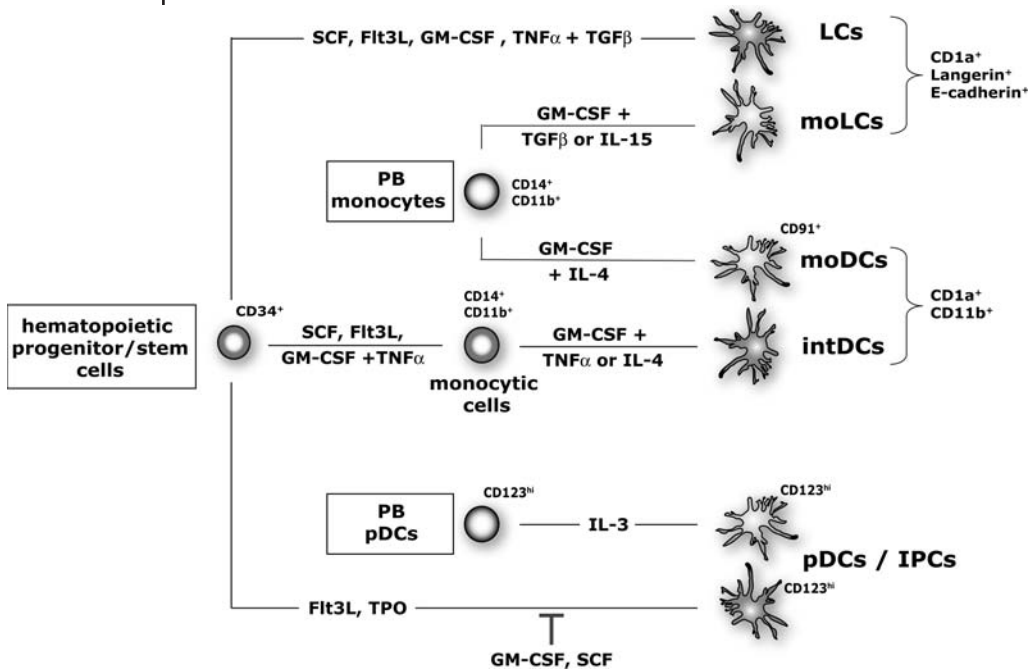 SCF, Flt3L, GM-CSF , TNFα + TGFβ
LCs
CD1a⁺
Langerin⁺
E-cadherin⁺
GM-CSF +
TGFβ or IL-15
moLCs
PB
monocytes
CD14⁺
CD11b⁺
GM-CSF
+ IL-4
CD91⁺
moDCs
CD1a⁺
CD11b⁺
hematopoietic
progenitor/stem
cells
CD34⁺
SCF, Flt3L,
GM-CSF +TNFα
CD14⁺
CD11b⁺
monocytic
cells
GM-CSF +
TNFα or IL-4
intDCs
PB
pDCs
CD123ʰⁱ
IL-3
CD123ʰⁱ
pDCs / IPCs
CD123ʰⁱ
Flt3L, TPO
GM-CSF, SCF